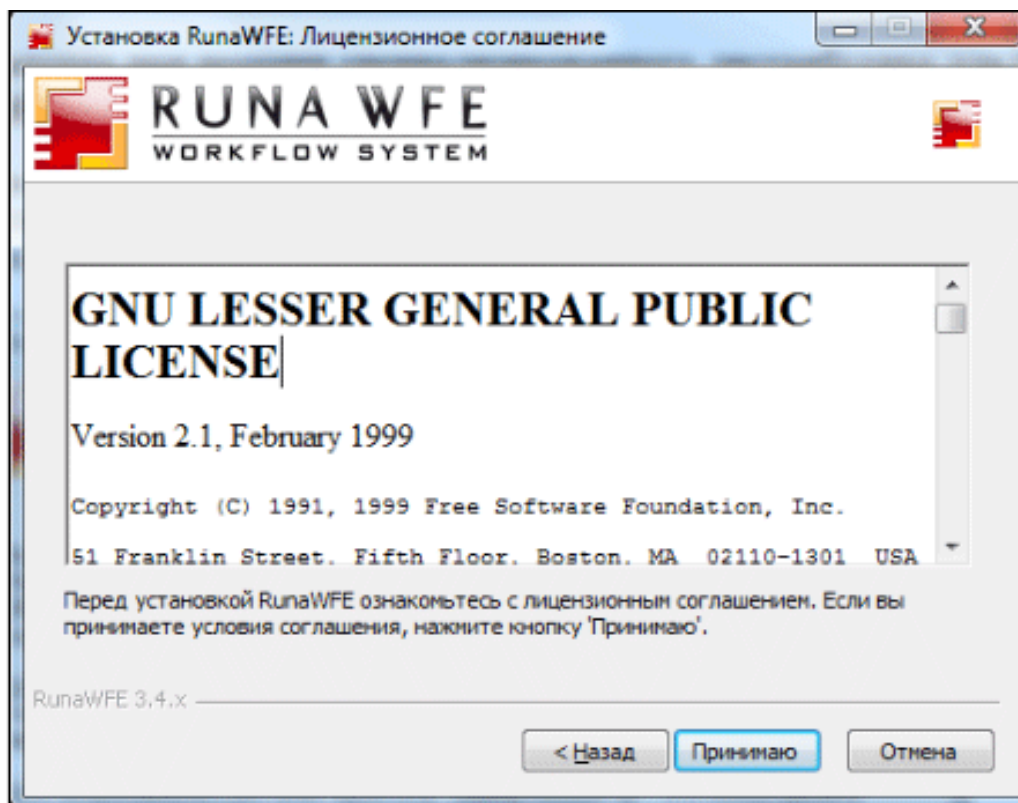 Установка RunaWFE: Лицензионное соглашение
RUNA WFE
WORKFLOW SYSTEM
GNU LESSER GENERAL PUBLIC
LICENSE
Version 2.1, February 1999
Copyright (C) 1991, 1999 Free Software Foundation, Inc.
51 Franklin Street, Fifth Floor, Boston, MA 02110-1301 USA
Перед установкой RunaWFE ознакомьтесь с лицензионным соглашением. Если вы
принимаете условия соглашения, нажмите кнопку 'Принимаю'.
RunaWFE 3.4.x
< Назад Принимаю Отмена